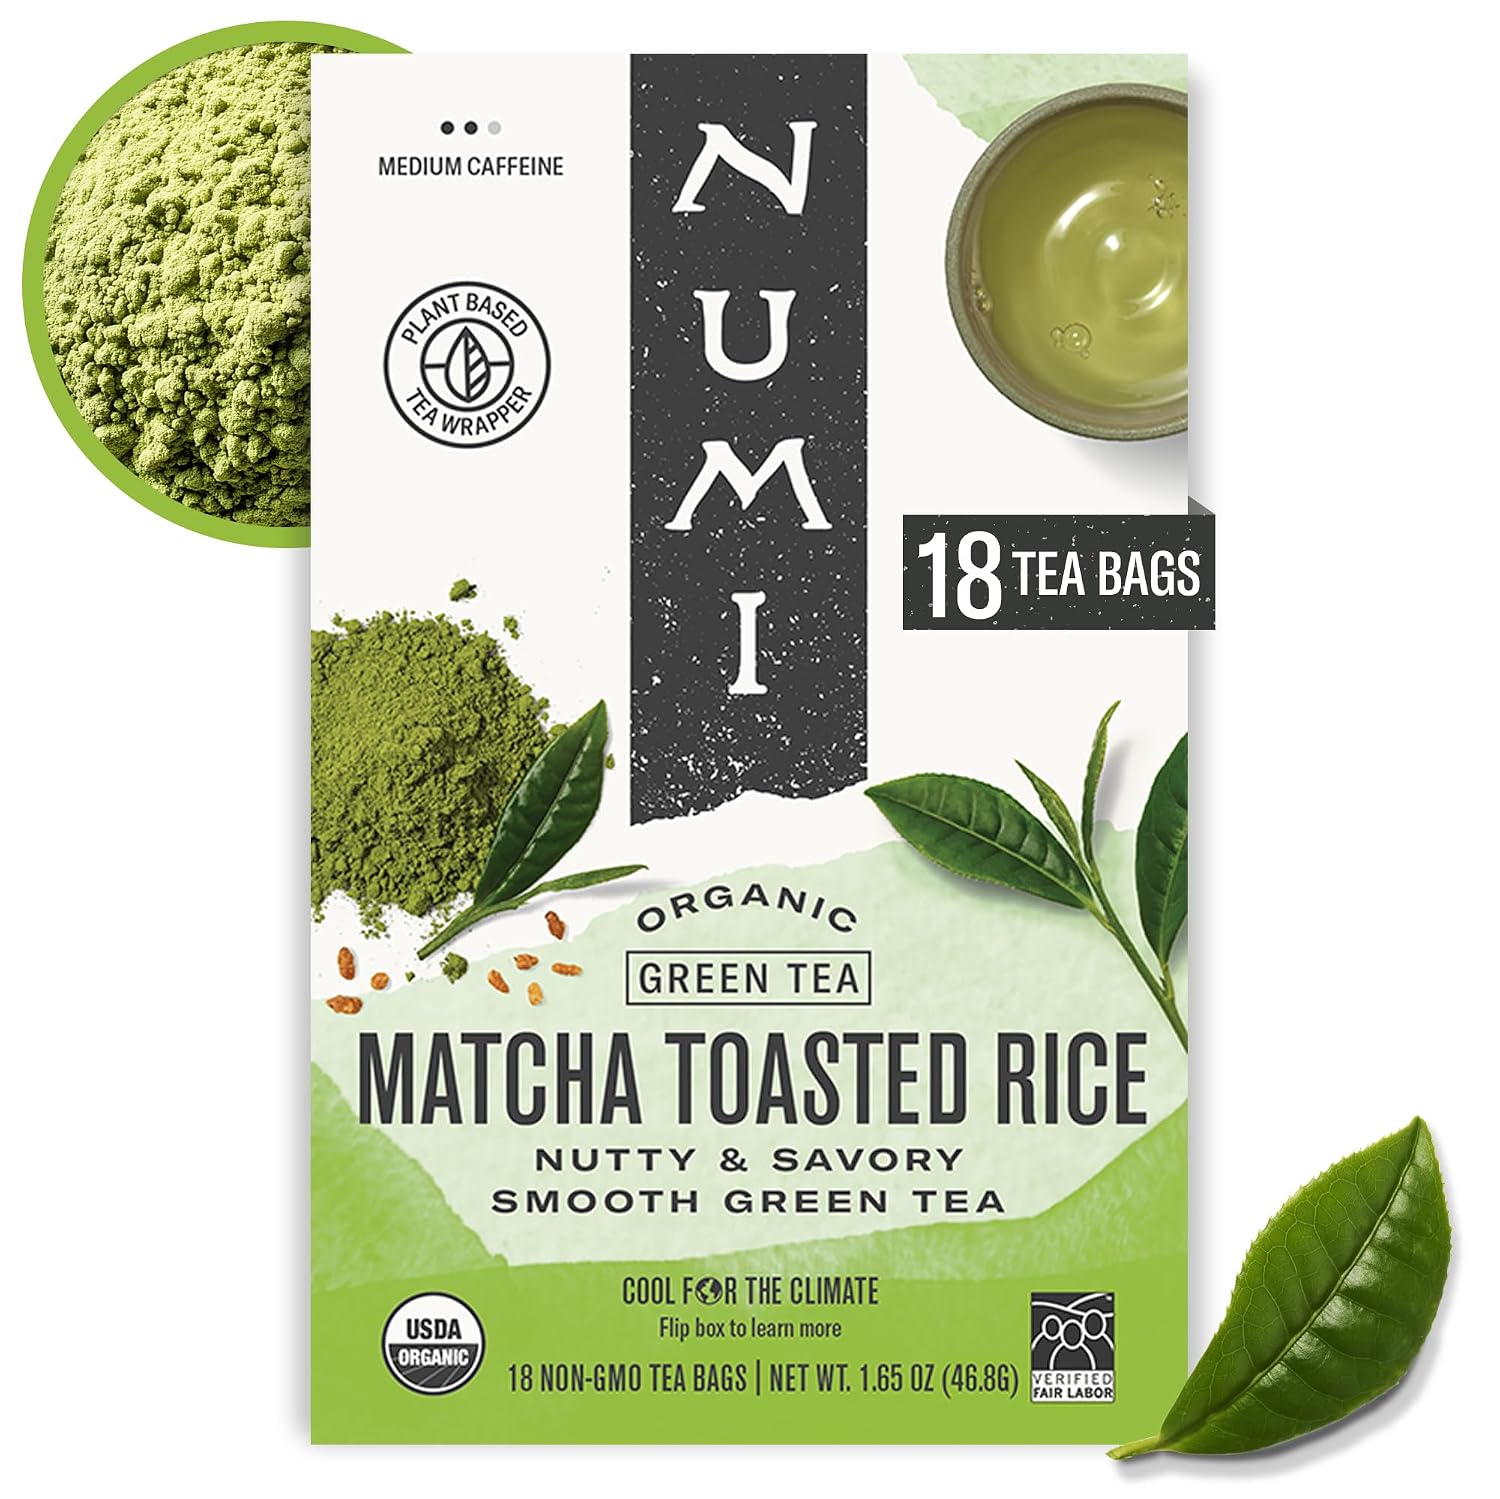 MEDIUM CAFFEINE
NUMI
PLANT BASED
TEA WRAPPER
18 TEA BAGS
ORGANIC
GREEN TEA
MATCHA TOASTED RICE
NUTTY & SAVORY
SMOOTH GREEN TEA
COOL FOR THE CLIMATE
Flip box to learn more
USDA
ORGANIC
18 NON-GMO TEA BAGS | NET WT. 1.65 OZ (46.8G)
VERIFIED
FAIR LABOR